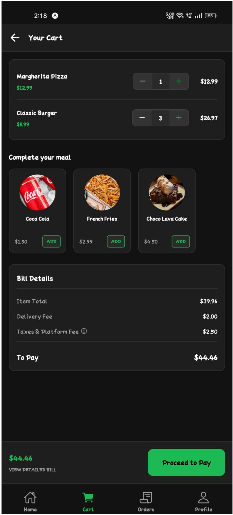 2:18
Your Cart
Margherita Pizza
$12.99
1
$12.99
Classic Burger
$8.99
3
$26.97
Complete your meal
Coca Cola
French Fries
Choco Lava Cake
$1.50 ADD
$2.99 ADD
$4.50 ADD
Bill Details
Item Total $39.96
Delivery Fee $2.00
Taxes & Platform Fee $2.50
To Pay $44.46
$44.46
VIEW DETAILED BILL
Proceed to Pay
Home Cart Orders Profile